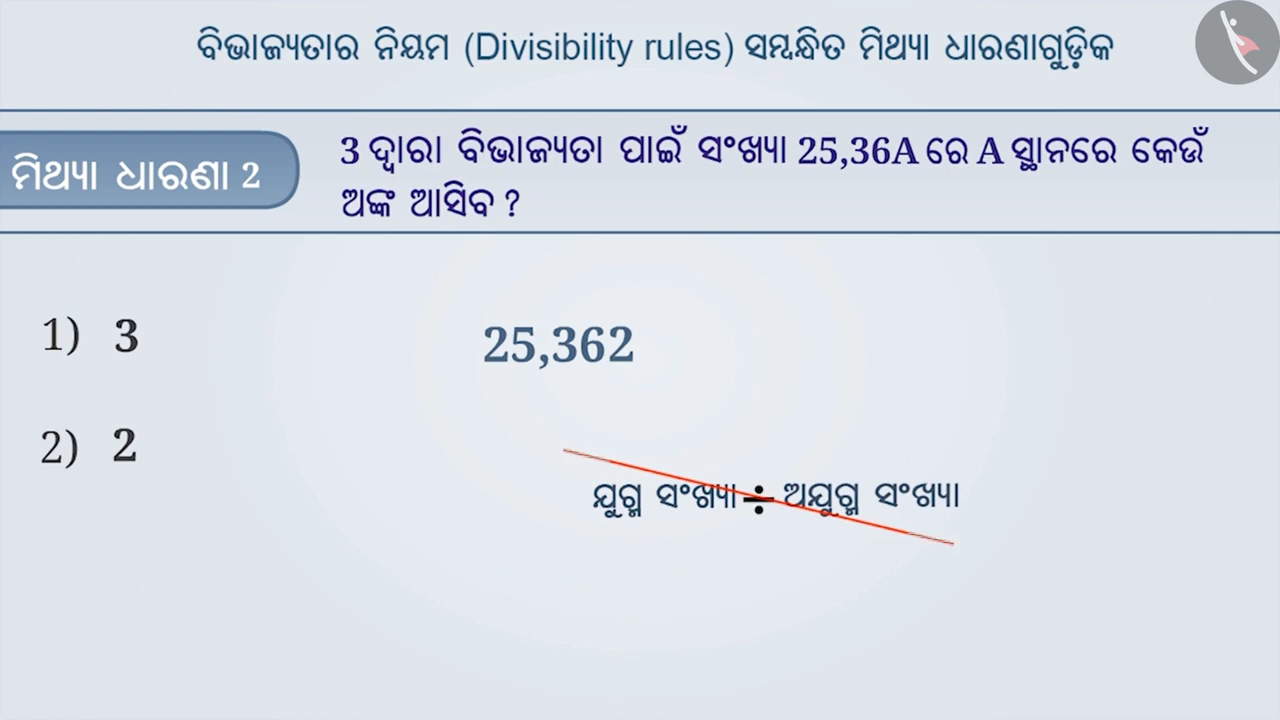 ବିଭାଜ୍ୟତାର ନିୟମ (Divisibility rules) ସମ୍ବନ୍ଧିତ ମିଥ୍ୟା ଧାରଣାଗୁଡ଼ିକ
ମିଥ୍ୟା ଧାରଣା 2
3 ଦ୍ୱାରା ବିଭାଜ୍ୟତା ପାଇଁ ସଂଖ୍ୟା 25,36A ରେ A ସ୍ଥାନରେ କେଉଁ
ଅଙ୍କ ଆସିବ ?
1) 3
25,362
2) 2
ଯୁଗ୍ମ ସଂଖ୍ୟା ÷ ଅଯୁଗ୍ମ ସଂଖ୍ୟା